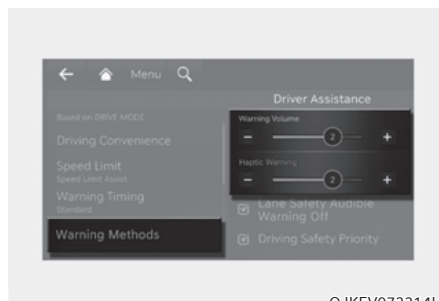 Menu
Driver Assistance
Based on DRIVE MODE
Driving Convenience
Speed Limit
Speed Limit Assist
Warning Timing
Standard
Warning Methods
Warning Volume
- 2 +
Haptic Warning
- 2 +
Lane Safety Audible
Warning Off
Driving Safety Priority